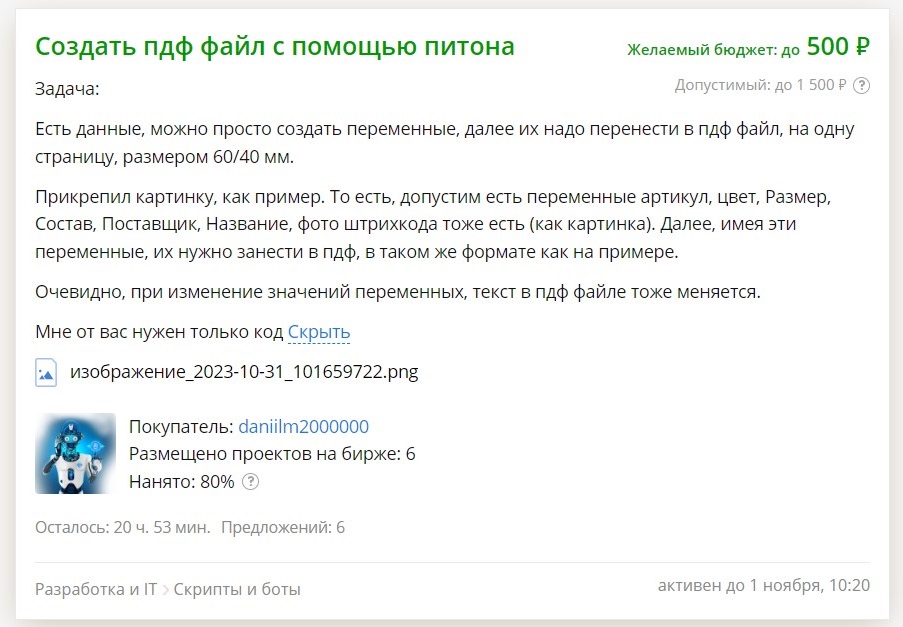 Создать пдф файл с помощью питона
Желаемый бюджет: до 500 ₽
Допустимый: до 1 500 ₽ ?
Задача:
Есть данные, можно просто создать переменные, далее их надо перенести в пдф файл, на одну
страницу, размером 60/40 мм.
Прикрепил картинку, как пример. То есть, допустим есть переменные артикул, цвет, Размер,
Состав, Поставщик, Название, фото штрихкода тоже есть (как картинка). Далее, имея эти
переменные, их нужно занести в пдф, в таком же формате как на примере.
Очевидно, при изменение значений переменных, текст в пдф файле тоже меняется.
Мне от вас нужен только код Скрыть
изображение_2023-10-31_101659722.png
Покупатель: daniilm2000000
Размещено проектов на бирже: 6
Нанято: 80% ?
Осталось: 20 ч. 53 мин. Предложений: 6
Разработка и IT > Скрипты и боты
активен до 1 ноября, 10:20